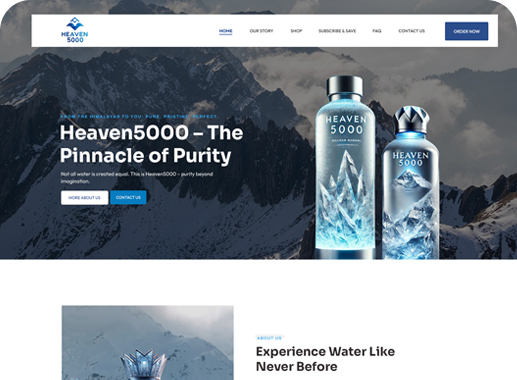 HEAVEN
5000
HOME
OUR STORY
SHOP
SUBSCRIBE & SAVE
FAQ
CONTACT US
ORDER NOW
FROM THE HIMALAYAS TO YOU: PURE. PRISTINE. PERFECT.
Heaven5000 – The
Pinnacle of Purity
Not all water is created equal. This is Heaven5000 – purity beyond
imagination.
MORE ABOUT US
CONTACT US
HEAVEN
5000
HEAVEN
5000
ABOUT US
Experience Water Like
Never Before